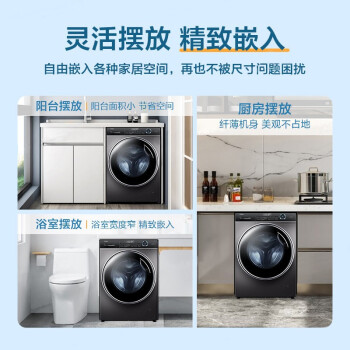 灵活摆放 精致嵌入
自由嵌入各种家居空间，再也不被尺寸问题困扰
阳台摆放 阳台面积小 节省空间
厨房摆放
纤薄机身 美观不占地
浴室摆放 浴室宽度窄 精致嵌入